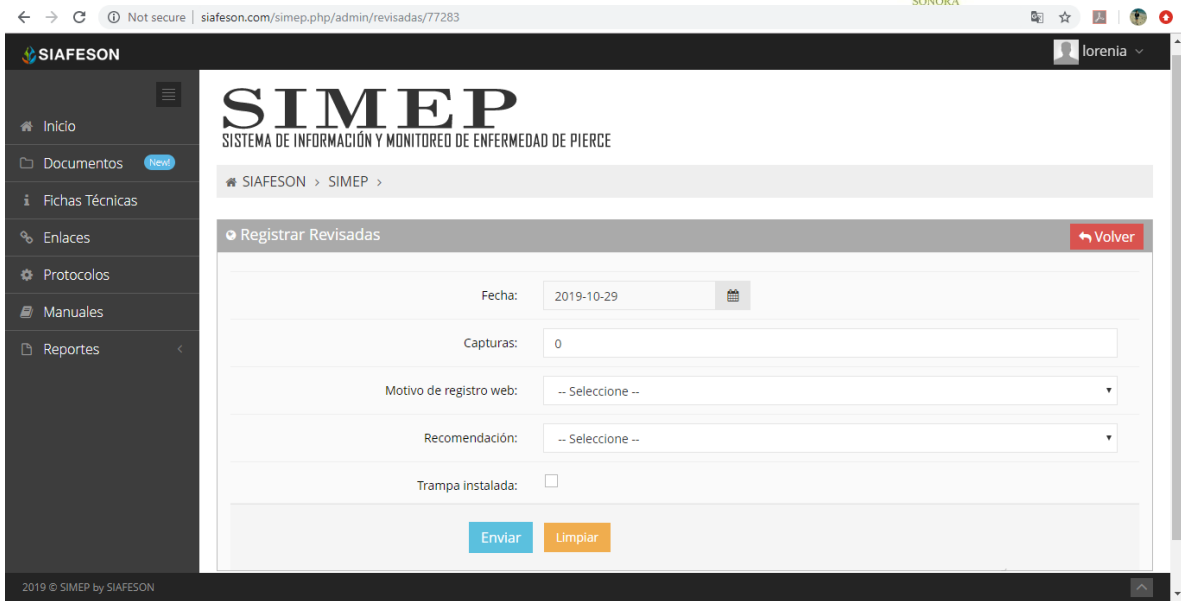 SONORA
Not secure | siafeson.com/simep.php/admin/revisadas/77283
SIAFESON
lorenia
Inicio
Documentos New!
Fichas Técnicas
Enlaces
Protocolos
Manuales
Reportes
SIMEP
SISTEMA DE INFORMACIÓN Y MONITOREO DE ENFERMEDAD DE PIERCE
SIAFESON > SIMEP >
Registrar Revisadas
Volver
Fecha: 2019-10-29
Capturas: 0
Motivo de registro web: -- Seleccione --
Recomendación: -- Seleccione --
Trampa instalada:
Enviar Limpiar
2019 © SIMEP by SIAFESON